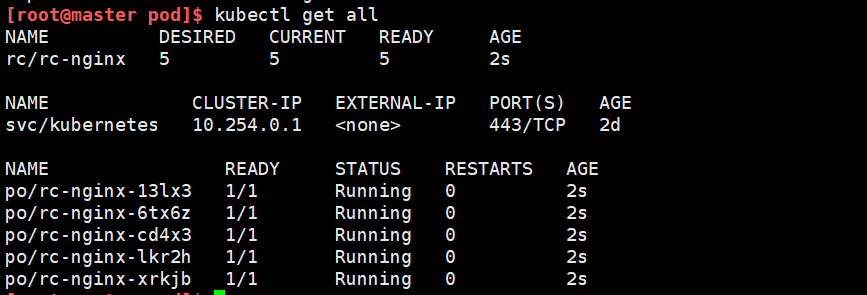 [root@master pod]$ kubectl get all
NAME DESIRED CURRENT READY AGE
rc/rc-nginx 5 5 5 2s
NAME CLUSTER-IP EXTERNAL-IP PORT(S) AGE
svc/kubernetes 10.254.0.1 <none> 443/TCP 2d
NAME READY STATUS RESTARTS AGE
po/rc-nginx-13lx3 1/1 Running 0 2s
po/rc-nginx-6tx6z 1/1 Running 0 2s
po/rc-nginx-cd4x3 1/1 Running 0 2s
po/rc-nginx-lkr2h 1/1 Running 0 2s
po/rc-nginx-xrkjb 1/1 Running 0 2s